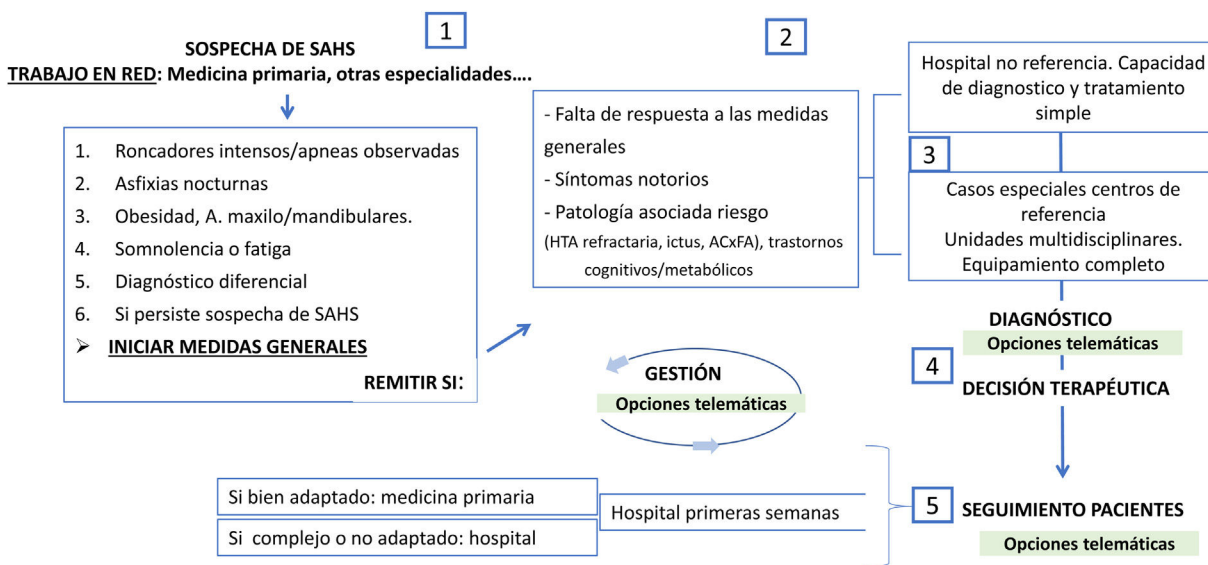 1
SOSPECHA DE SAHS
TRABAJO EN RED: Medicina primaria, otras especialidades....
1. Roncadores intensos/apneas observadas
2. Asfixias nocturnas
3. Obesidad, A. maxilo/mandibulares.
4. Somnolencia o fatiga
5. Diagnóstico diferencial
6. Si persiste sospecha de SAHS
➢ INICIAR MEDIDAS GENERALES
REMITIR SI:
2
- Falta de respuesta a las medidas
generales
- Síntomas notorios
- Patología asociada riesgo
(HTA refractaria, ictus, ACxFA), trastornos
cognitivos/metabólicos
Hospital no referencia. Capacidad
de diagnostico y tratamiento
simple
3
Casos especiales centros de
referencia
Unidades multidisciplinares.
Equipamiento completo
DIAGNÓSTICO
Opciones telemáticas
4
DECISIÓN TERAPÉUTICA
GESTIÓN
Opciones telemáticas
5
SEGUIMIENTO PACIENTES
Opciones telemáticas
Hospital primeras semanas
Si bien adaptado: medicina primaria
Si complejo o no adaptado: hospital